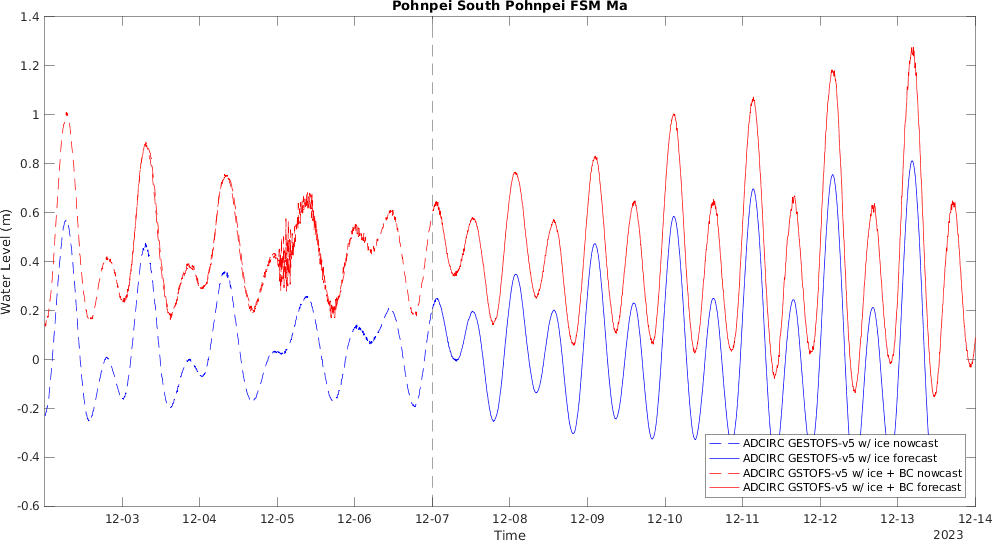 Pohnpei South Pohnpei FSM Ma
Water Level (m)
1.4
1.2
1
0.8
0.6
0.4
0.2
0
-0.2
-0.4
-0.6
ADCIRC GESTOFS-v5 w/ ice nowcast
ADCIRC GESTOFS-v5 w/ ice forecast
ADCIRC GSTOFS-v5 w/ ice + BC nowcast
ADCIRC GSTOFS-v5 w/ ice + BC forecast
12-03 12-04 12-05 12-06 12-07 12-08 12-09 12-10 12-11 12-12 12-13 12-14
Time
2023